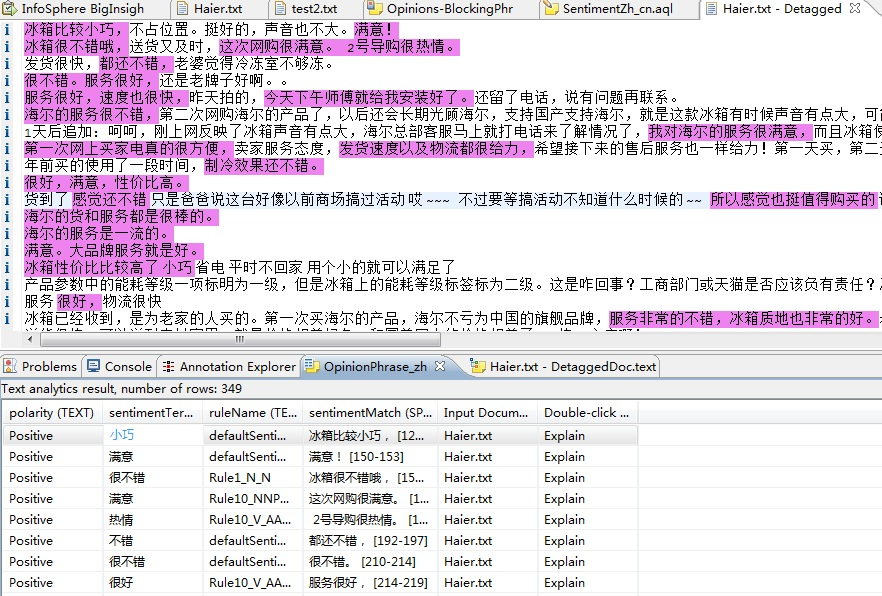 InfoSphere BigInsigh
Haier.txt
test2.txt
Opinions-BlockingPhr
SentimentZh_cn.aql
Haier.txt - Detagged
冰箱比较小巧，不占位置。挺好的，声音也不大。满意！
冰箱很不错哦，送货又及时，这次网购很满意。 2号导购很热情。
发货很快，都还不错，老婆觉得冷冻室不够冻。
很不错。服务很好，还是老牌子好啊。。
服务很好，速度也很快，昨天拍的，今天下午师傅就给我安装好了。还留了电话，说有问题再联系。
海尔的服务很不错，第二次网购海尔的产品了，以后还会长期光顾海尔，支持国产支持海尔，就是这款冰箱有时候声音有点大，可
1天后追加：呵呵，刚上网反映了冰箱声音有点大，海尔总部客服马上就打电话来了解情况了，我对海尔的服务很满意，而且冰箱
第一次网上买家电真的很方便，卖家服务态度，发货速度以及物流都很给力，希望接下来的售后服务也一样给力！第一天买，第二
年前买的使用了一段时间，制冷效果还不错。
很好，满意，性价比高。
货到了 感觉还不错 只是爸爸说这台好像以前商场搞过活动 哎 ~~~ 不过要等搞活动不知道什么时候的 ~~ 所以感觉也挺值得购买的
海尔的货和服务都是很棒的。
海尔的服务是一流的。
满意。大品牌服务就是好。
冰箱性价比比较高了 小巧 省电 平时不回家 用个小的就可以满足了
产品参数中的能耗等级一项标明为一级，但是冰箱上的能耗等级标签标为二级。这是咋回事？工商部门或天猫是否应该负有责任？
服务 很好，物流很快
冰箱已经收到，是为老家的人买的。第一次买海尔的产品，海尔不亏为中国的旗舰品牌，服务非常的不错，冰箱质地也非常的好。
Problems
Console
Annotation Explorer
OpinionPhrase_zh
Haier.txt - DetaggedDoc.text
Text analytics result, number of rows: 349
polarity (TEXT) sentimentTer... ruleName (TE... sentimentMatch (SP... Input Docum... Double-click ...
Positive 小巧 defaultSenti... 冰箱比较小巧， [12... Haier.txt Explain
Positive 满意 defaultSenti... 满意！ [150-153] Haier.txt Explain
Positive 很不错 Rule1_N_N 冰箱很不错哦， [15... Haier.txt Explain
Positive 满意 Rule10_NNP... 这次网购很满意。 [1... Haier.txt Explain
Positive 热情 Rule10_V_AA... 2号导购很热情。 [1... Haier.txt Explain
Positive 不错 defaultSenti... 都还不错， [192-197] Haier.txt Explain
Positive 很不错 defaultSenti... 很不错。 [210-214] Haier.txt Explain
Positive 很好 Rule10_V_AA... 服务很好， [214-219] Haier.txt Explain